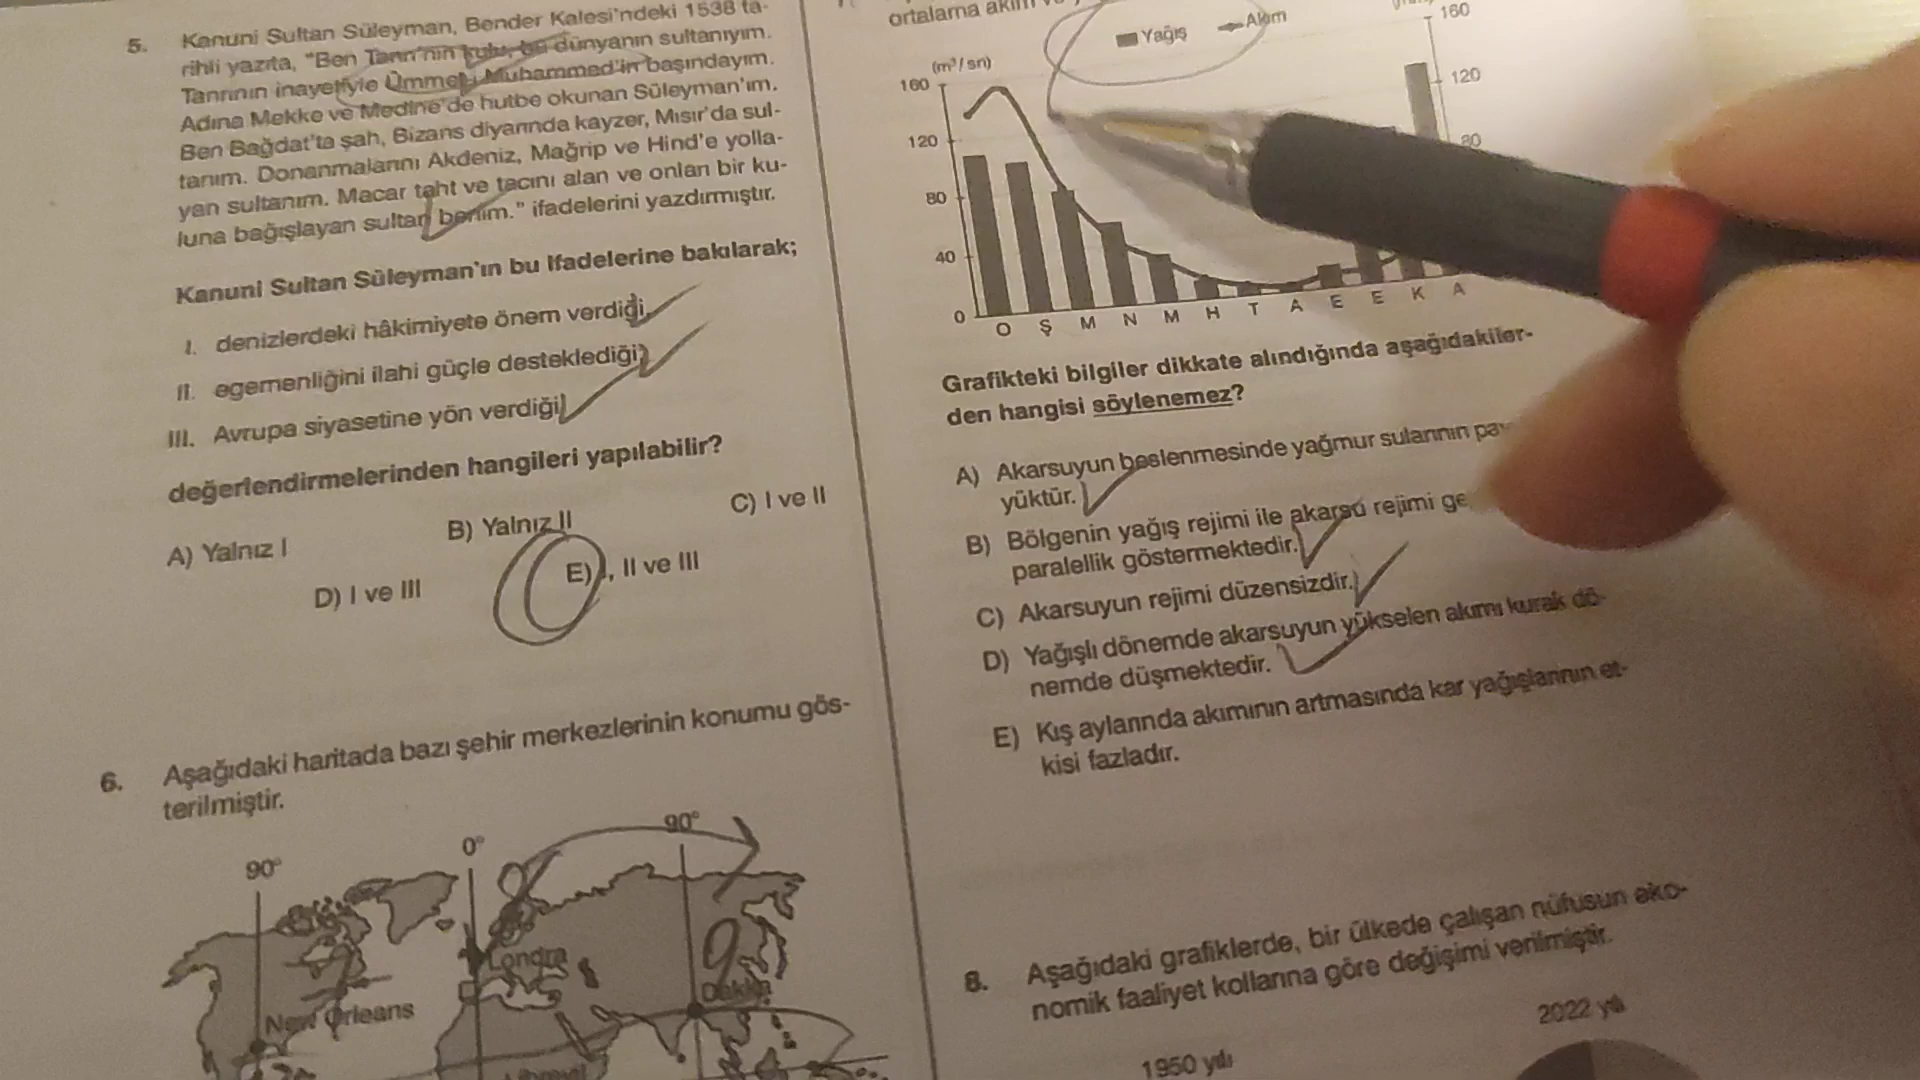 5. Kanuni Sultan Süleyman, Bender Kalesi'ndeki 1538 ta-
rihli yazıta, "Ben Tanrı'nın kulu, bu dünyanın sultanıyım.
Tanrının inayetiyle Ümmet-i Muhammed'in başındayım.
Adına Mekke ve Medine'de hutbe okunan Süleyman'ım.
Ben Bağdat'ta şah, Bizans diyarında kayzer, Mısır'da sul-
tanım. Donanmalarını Akdeniz, Mağrip ve Hind'e yolla-
yan sultanım. Macar taht ve tacını alan ve onları bir ku-
luna bağışlayan sultan benim." ifadelerini yazdırmıştır.
Kanuni Sultan Süleyman'ın bu ifadelerine bakılarak;
I. denizlerdeki hâkimiyete önem verdiği,
II. egemenliğini ilahi güçle desteklediği,
III. Avrupa siyasetine yön verdiği
değerlendirmelerinden hangileri yapılabilir?
A) Yalnız I
B) Yalnız II
C) I ve II
D) I ve III
E) I, II ve III
6. Aşağıdaki haritada bazı şehir merkezlerinin konumu gös-
terilmiştir.
90° 0° 90°
Londra
Dakka
New Orleans
ortalama
Yağış Akım
(m³/sn)
160 160
120 120
80 80
40
0
O Ş M N M H T A E E K A
Grafikteki bilgiler dikkate alındığında aşağıdakiler-
den hangisi söylenemez?
A) Akarsuyun beslenmesinde yağmur sularının
yüktür.
B) Bölgenin yağış rejimi ile akarsu rejimi
paralellik göstermektedir.
C) Akarsuyun rejimi düzensizdir.
D) Yağışlı dönemde akarsuyun yükselen akımı kurak dö-
nemde düşmektedir.
E) Kış aylarında akımının artmasında kar yağışlarının et-
kisi fazladır.
8. Aşağıdaki grafiklerde, bir ülkede çalışan nüfusun eko-
nomik faaliyet kollarına göre değişimi verilmiştir.
1950 yılı
2022 yılı